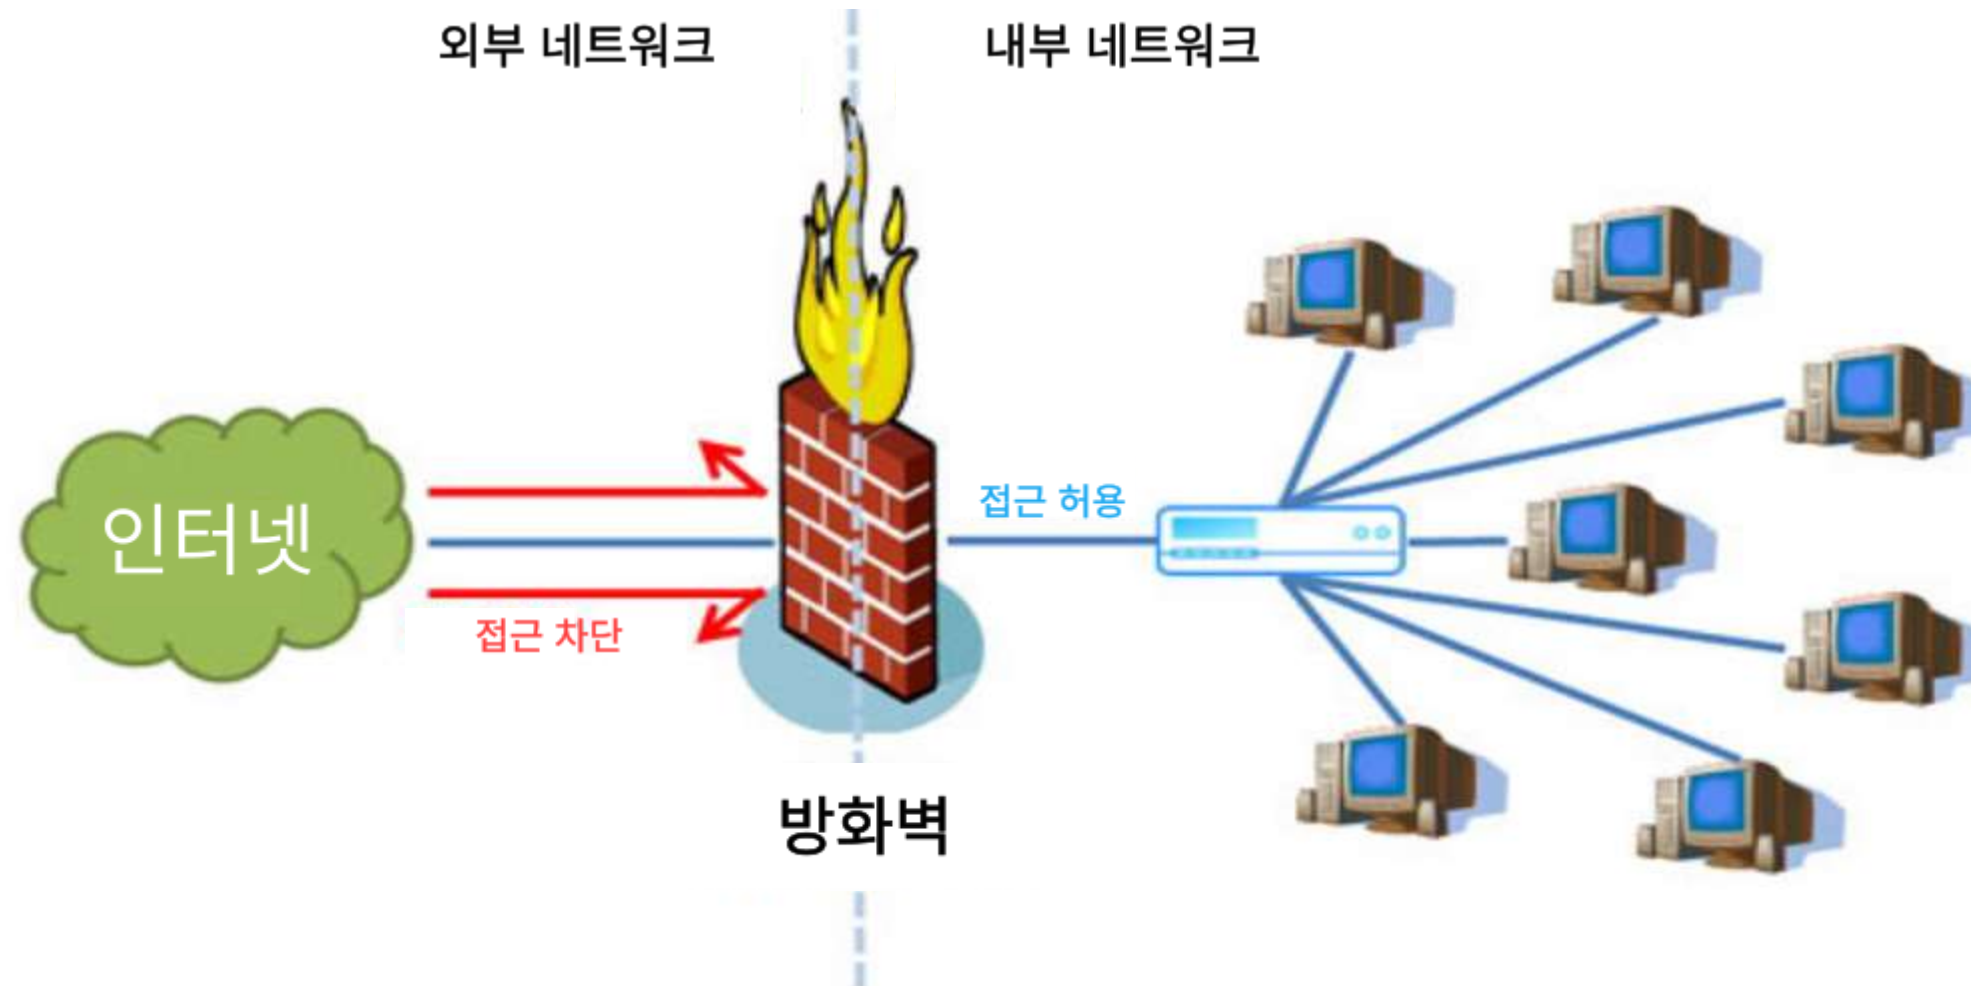 외부 네트워크
내부 네트워크
인터넷
접근 허용
접근 차단
방화벽